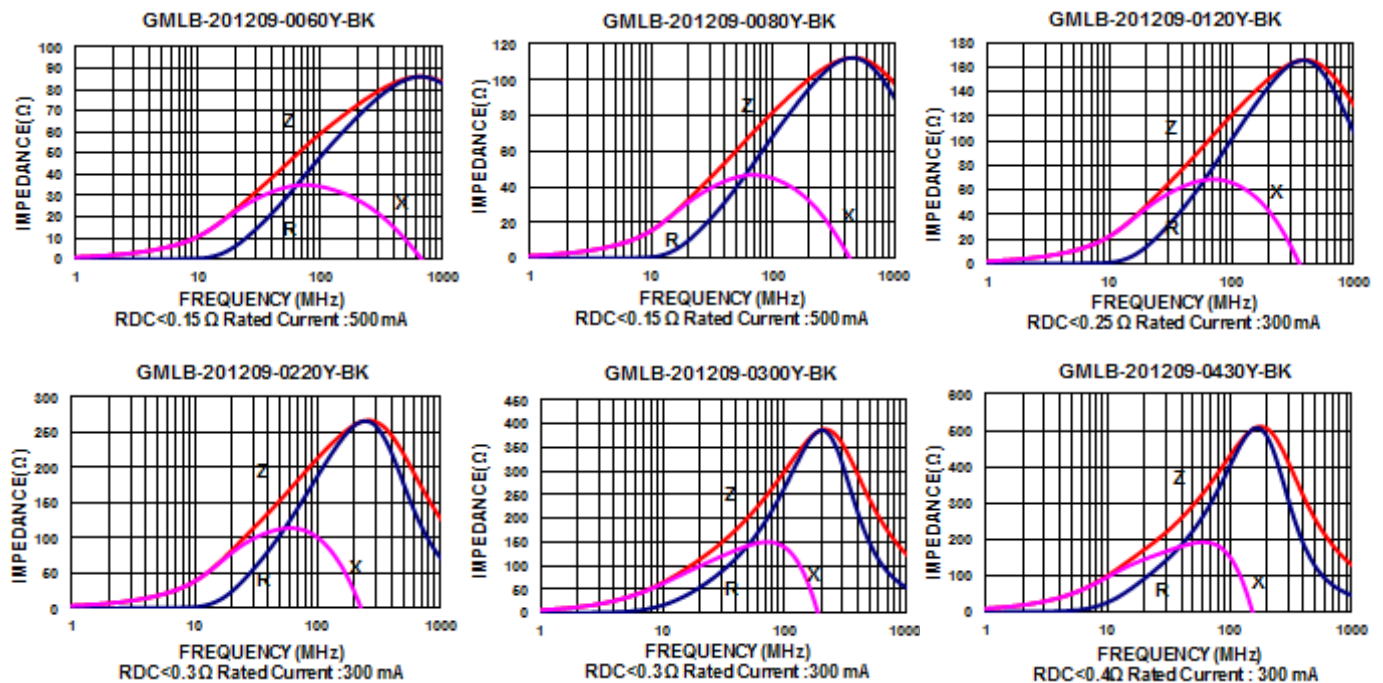 GMLB-201209-0060Y-BK
IMPEDANCE(Ω)
100
90
80
70
60
50
40
30
20
10
0
Z
R
X
1 10 100 1000
FREQUENCY (MHz)
RDC<0.15 Ω Rated Current :500 mA
GMLB-201209-0080Y-BK
IMPEDANCE(Ω)
120
100
80
60
40
20
0
Z
R
X
1 10 100 1000
FREQUENCY (MHz)
RDC<0.15 Ω Rated Current :500 mA
GMLB-201209-0120Y-BK
IMPEDANCE(Ω)
180
160
140
120
100
80
60
40
20
0
Z
R
X
1 10 100 1000
FREQUENCY (MHz)
RDC<0.25 Ω Rated Current :300 mA
GMLB-201209-0220Y-BK
IMPEDANCE(Ω)
300
250
200
150
100
50
0
Z
R
X
1 10 100 1000
FREQUENCY (MHz)
RDC<0.3 Ω Rated Current :300 mA
GMLB-201209-0300Y-BK
IMPEDANCE(Ω)
450
400
350
300
250
200
150
100
50
0
Z
R
X
1 10 100 1000
FREQUENCY (MHz)
RDC<0.3 Ω Rated Current :300 mA
GMLB-201209-0430Y-BK
IMPEDANCE(Ω)
600
500
400
300
200
100
0
Z
R
X
1 10 100 1000
FREQUENCY (MHz)
RDC<0.4Ω Rated Current : 300 mA